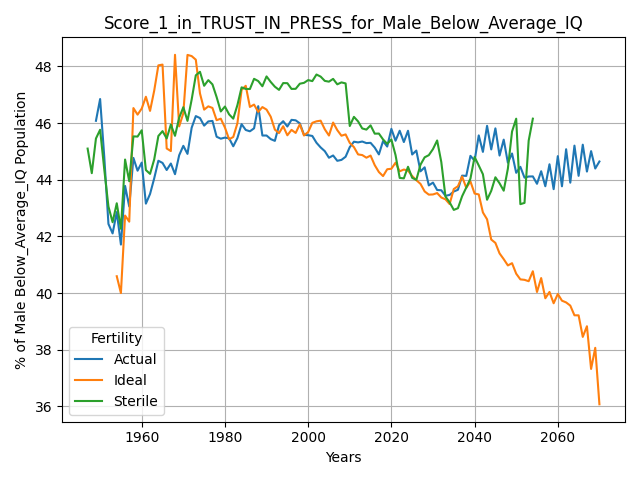 Score_1_in_TRUST_IN_PRESS_for_Male_Below_Average_IQ
% of Male Below_Average_IQ Population
48
46
44
42
40
38
36
Fertility
Actual
Ideal
Sterile
1960 1980 2000 2020 2040 2060
Years